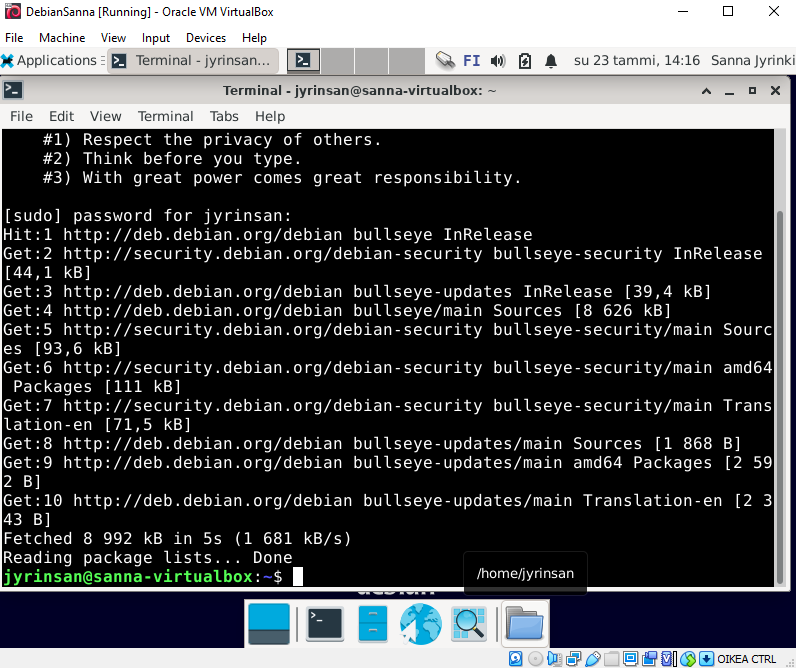 DebianSanna [Running] - Oracle VM VirtualBox
File Machine View Input Devices Help
Applications Terminal - jyrinsan... FI su 23 tammi, 14:16 Sanna Jyrinki
Terminal - jyrinsan@sanna-virtualbox: ~
File Edit View Terminal Tabs Help
#1) Respect the privacy of others.
#2) Think before you type.
#3) With great power comes great responsibility.
[sudo] password for jyrinsan:
Hit:1 http://deb.debian.org/debian bullseye InRelease
Get:2 http://security.debian.org/debian-security bullseye-security InRelease
[44,1 kB]
Get:3 http://deb.debian.org/debian bullseye-updates InRelease [39,4 kB]
Get:4 http://deb.debian.org/debian bullseye/main Sources [8 626 kB]
Get:5 http://security.debian.org/debian-security bullseye-security/main Sourc
es [93,6 kB]
Get:6 http://security.debian.org/debian-security bullseye-security/main amd64
Packages [111 kB]
Get:7 http://security.debian.org/debian-security bullseye-security/main Trans
lation-en [71,5 kB]
Get:8 http://deb.debian.org/debian bullseye-updates/main Sources [1 868 B]
Get:9 http://deb.debian.org/debian bullseye-updates/main amd64 Packages [2 59
2 B]
Get:10 http://deb.debian.org/debian bullseye-updates/main Translation-en [2 3
43 B]
Fetched 8 992 kB in 5s (1 681 kB/s)
Reading package lists... Done
jyrinsan@sanna-virtualbox:~$
/home/jyrinsan
OIKEA CTRL